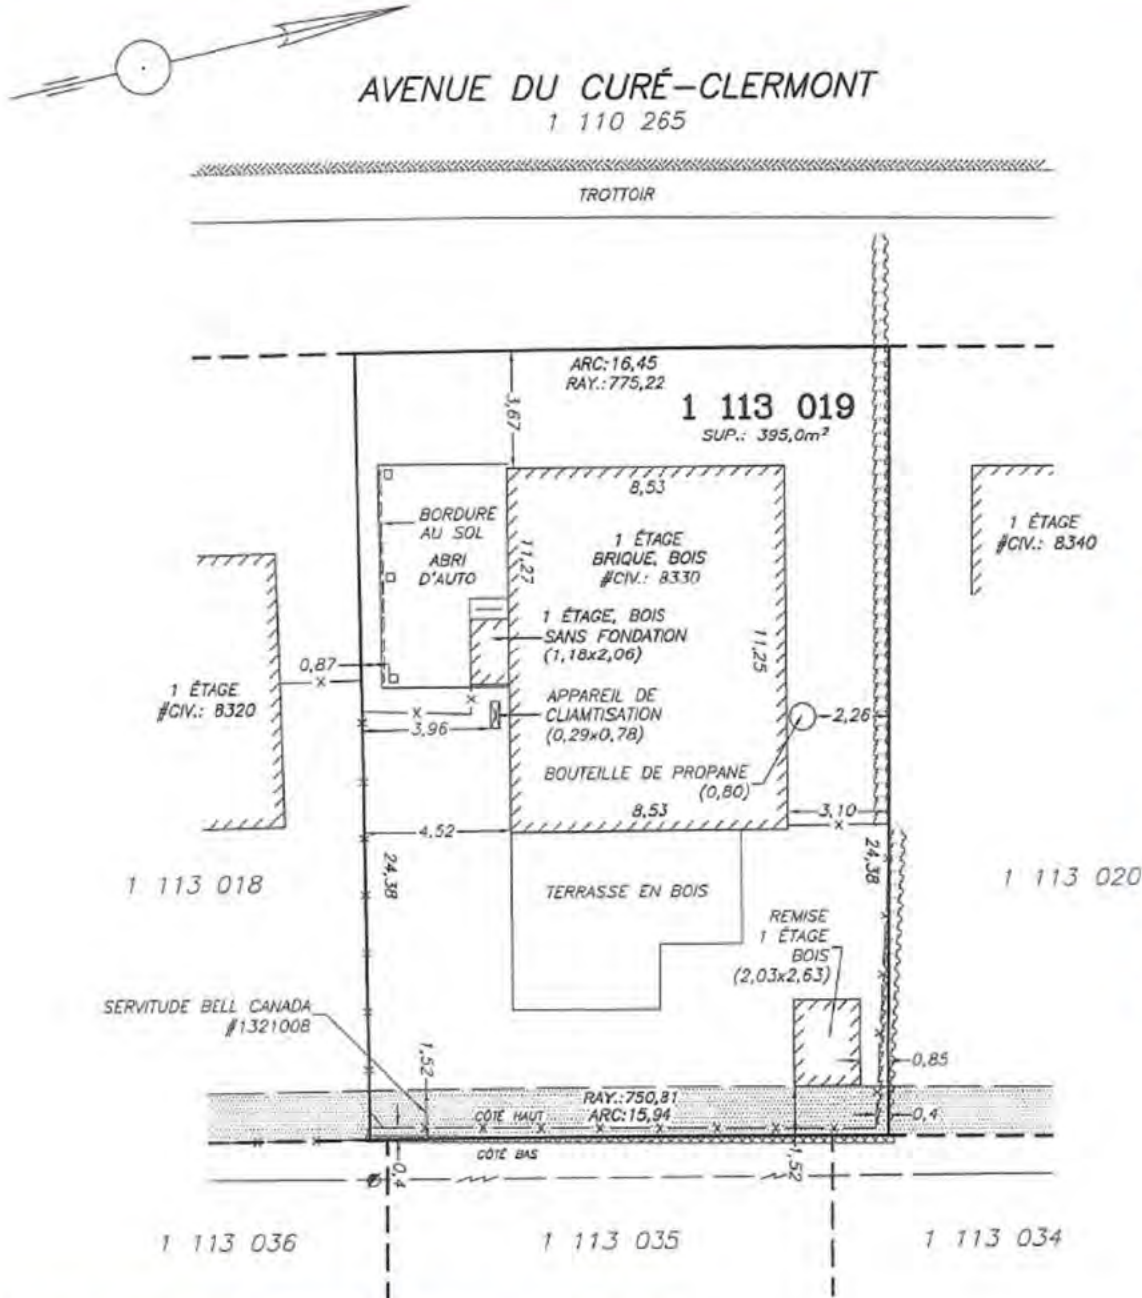 AVENUE DU CURÉ-CLERMONT
1 110 265
TROTTOIR
ARC:16,45
RAY.:775,22
3,67
1 113 019
SUP.: 395,0m²
8,53
BORDURE
AU SOL
ABRI
D'AUTO
11,27
1 ÉTAGE
BRIQUE, BOIS
#CIV.: 8330
1 ÉTAGE
#CIV.: 8340
1 ÉTAGE, BOIS
SANS FONDATION
(1,18x2,06)
11,25
0,87
1 ÉTAGE
#CIV.: 8320
APPAREIL DE
CLIAMTISATION
(0,29x0,78)
3,96
2,26
BOUTEILLE DE PROPANE
(0,80)
8,53
3,10
4,52
24,38
24,38
1 113 018
TERRASSE EN BOIS
1 113 020
REMISE
1 ÉTAGE
BOIS
(2,03x2,63)
SERVITUDE BELL CANADA
#1321008
1,52
0,85
RAY.:750,81
CÔTÉ HAUT
ARC:15,94
0,4
CÔTÉ BAS
0,4
1,52
1 113 036
1 113 035
1 113 034